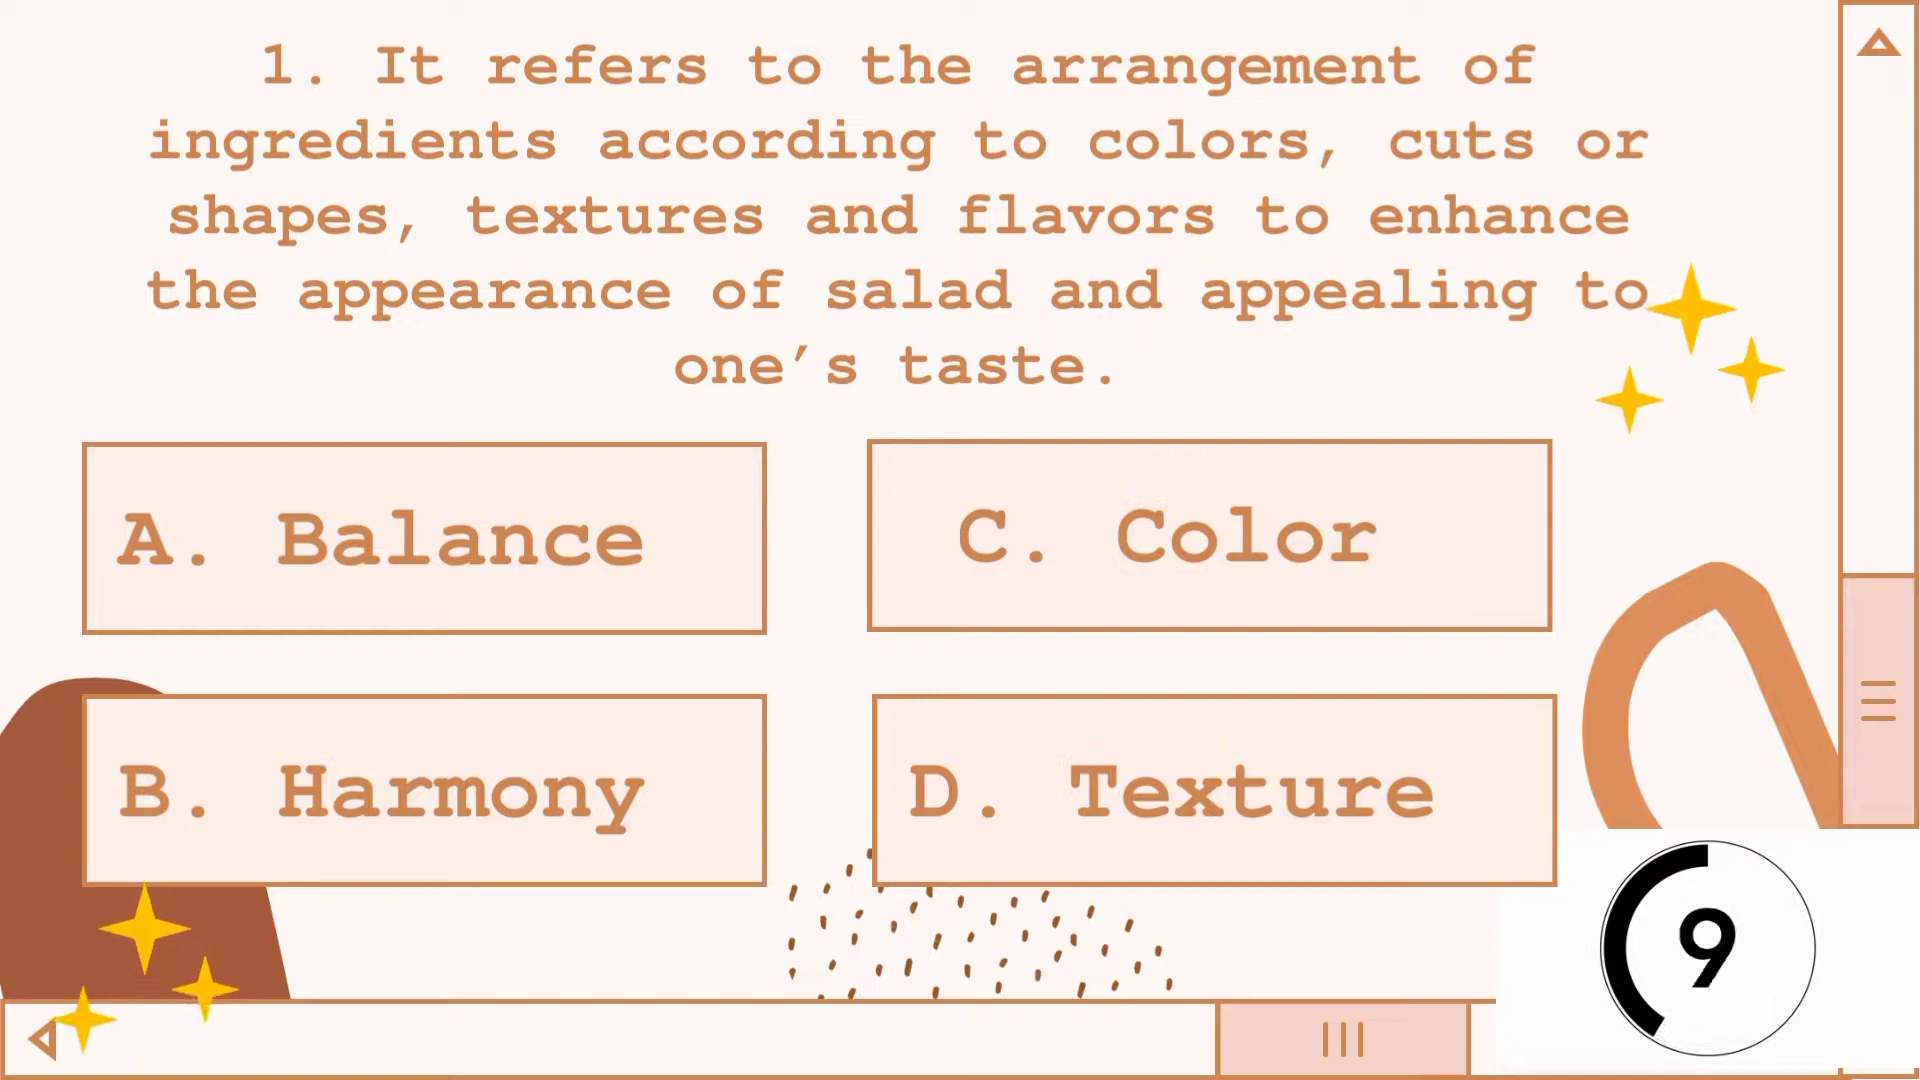 1. It refers to the arrangement of
ingredients according to colors, cuts or
shapes, textures and flavors to enhance
the appearance of salad and appealing to
one’s taste.
A. Balance
C. Color
B. Harmony
D. Texture
9